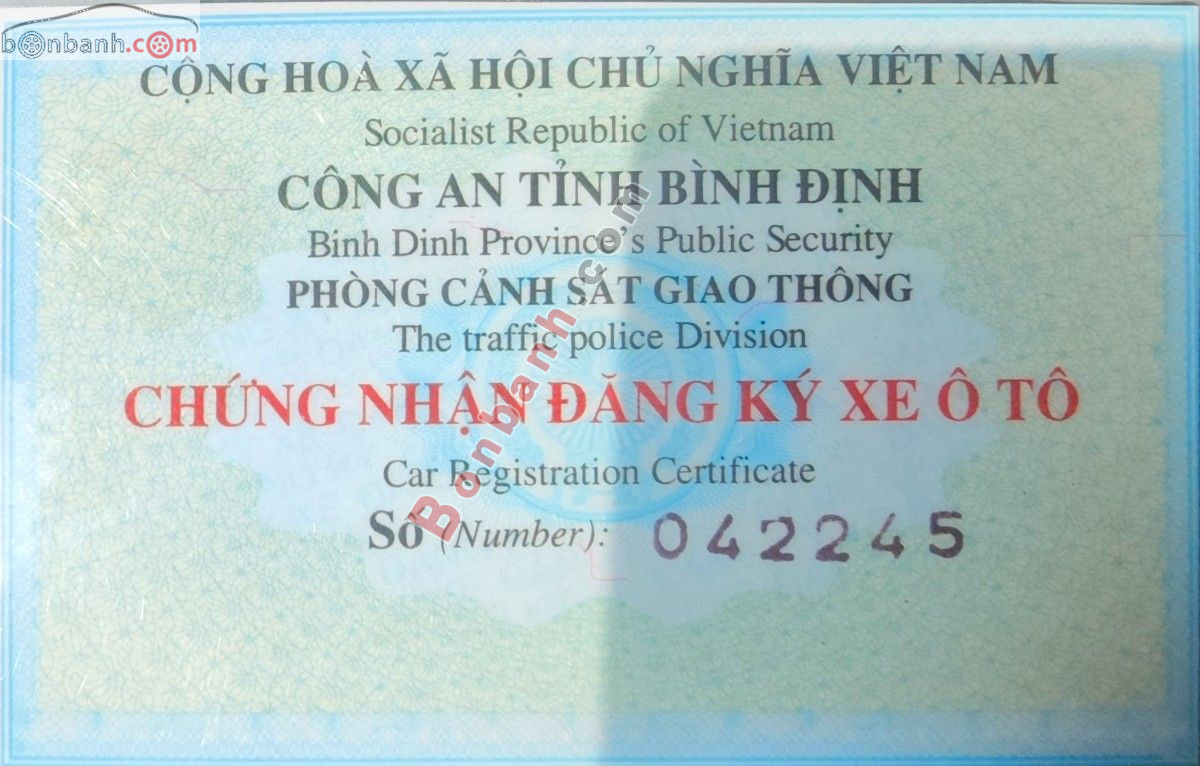 bonbanh.com
CỘNG HOÀ XÃ HỘI CHỦ NGHĨA VIỆT NAM
Socialist Republic of Vietnam
CÔNG AN TỈNH BÌNH ĐỊNH
Binh Dinh Province's Public Security
PHÒNG CẢNH SÁT GIAO THÔNG
The traffic police Division
CHỨNG NHẬN ĐĂNG KÝ XE Ô TÔ
Car Registration Certificate
Số (Number): 042245
Bonbanh.com